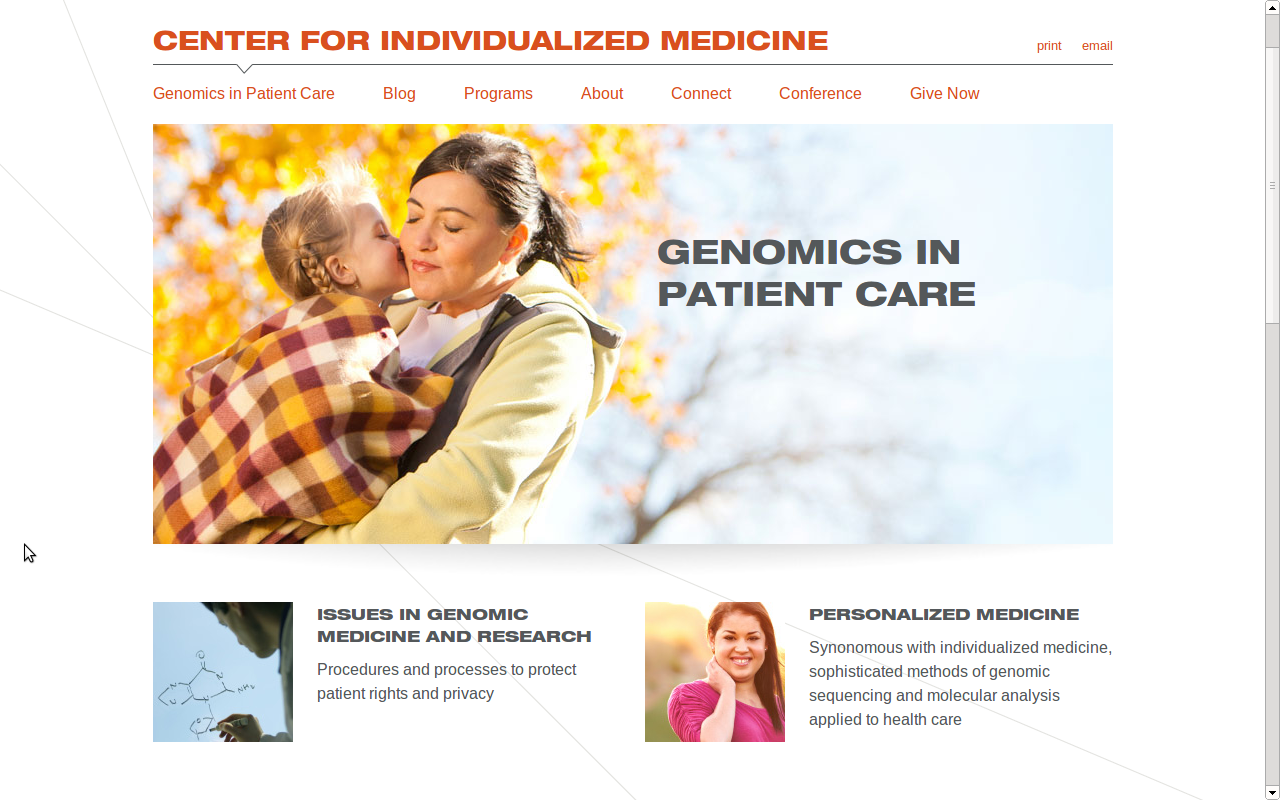 CENTER FOR INDIVIDUALIZED MEDICINE
print email
Genomics in Patient Care Blog Programs About Connect Conference Give Now
GENOMICS IN
PATIENT CARE
ISSUES IN GENOMIC
MEDICINE AND RESEARCH
Procedures and processes to protect
patient rights and privacy
PERSONALIZED MEDICINE
Synonomous with individualized medicine,
sophisticated methods of genomic
sequencing and molecular analysis
applied to health care